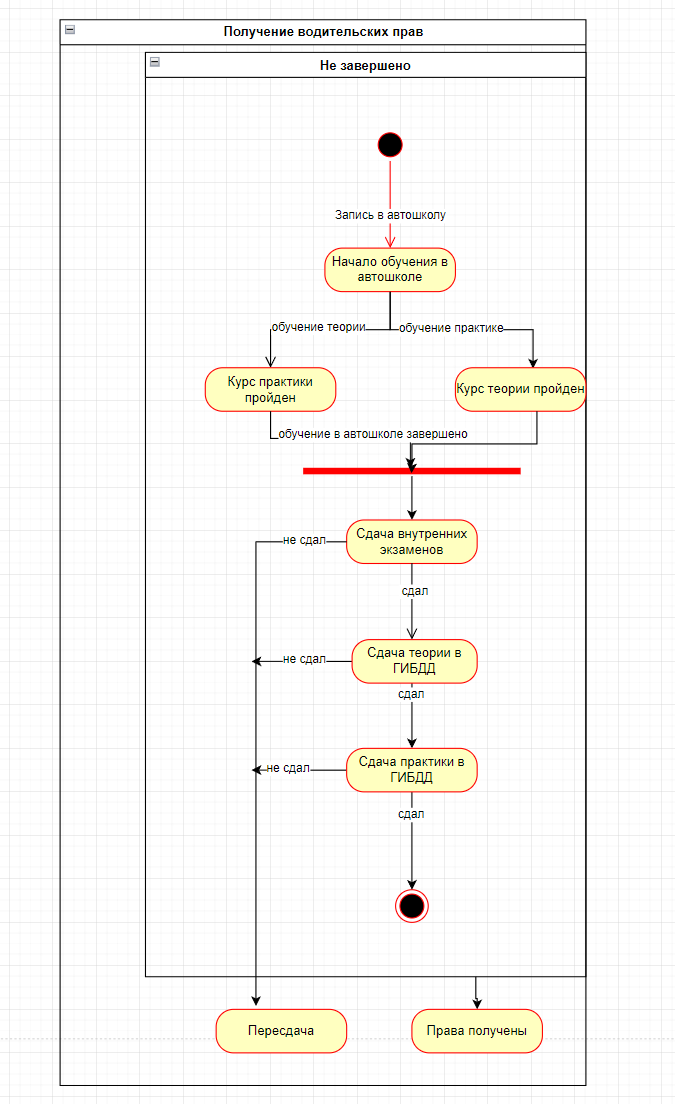 Получение водительских прав
Не завершено
Запись в автошколу
Начало обучения в
автошколе
обучение теории
обучение практике
Курс практики
пройден
Курс теории пройден
обучение в автошколе завершено
Сдача внутренних
экзаменов
не сдал
сдал
Сдача теории в
ГИБДД
не сдал
сдал
Сдача практики в
ГИБДД
не сдал
сдал
Пересдача
Права получены